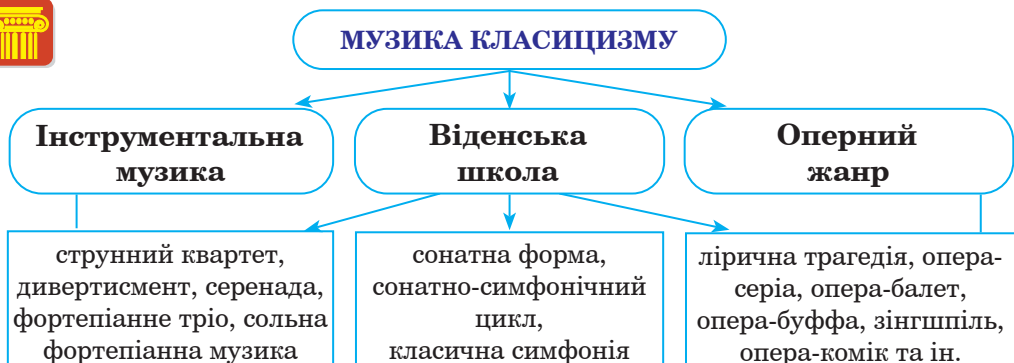 МУЗИКА КЛАСИЦИЗМУ
Інструментальна
музика
Віденська
школа
Оперний
жанр
струнний квартет,
дивертисмент, серенада,
фортепіанне тріо, сольна
фортепіанна музика
сонатна форма,
сонатно-симфонічний
цикл,
класична симфонія
лірична трагедія, опера-
серіа, опера-балет,
опера-буффа, зінгшпіль,
опера-комік та ін.